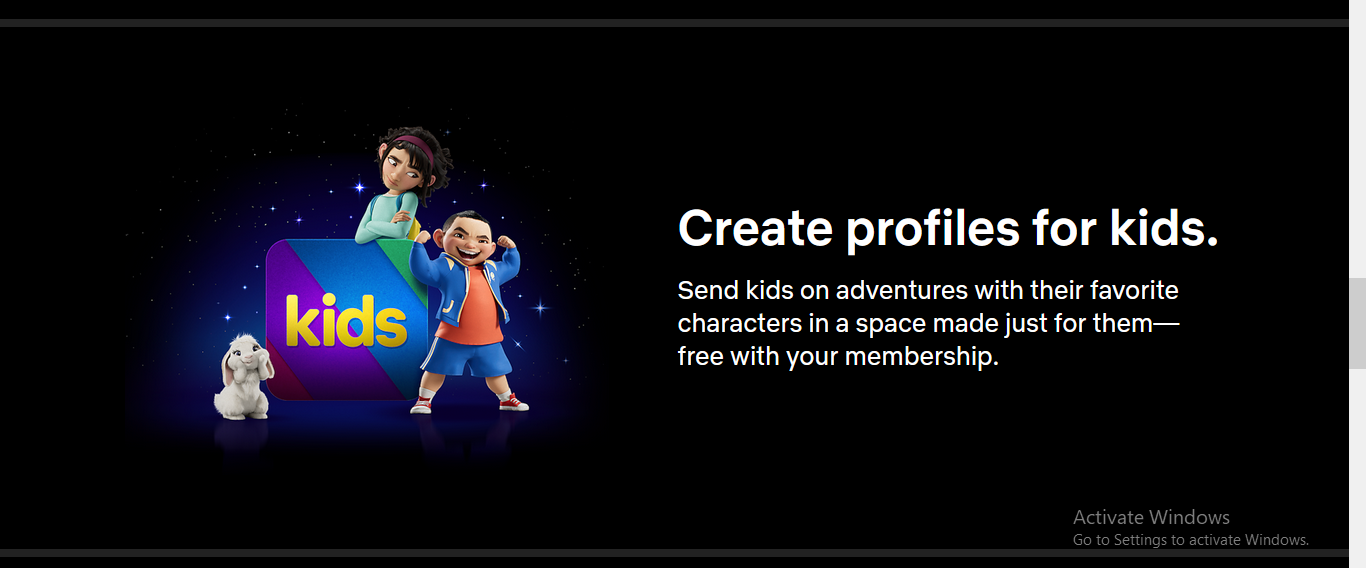 kids
Create profiles for kids.
Send kids on adventures with their favorite
characters in a space made just for them—
free with your membership.
Activate Windows
Go to Settings to activate Windows.